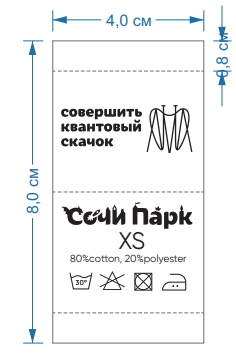 4,0 см
0,8 см
8,0 см
совершить
квантовый
скачок
Сочи Парк
XS
80%cotton, 20%polyester
30°